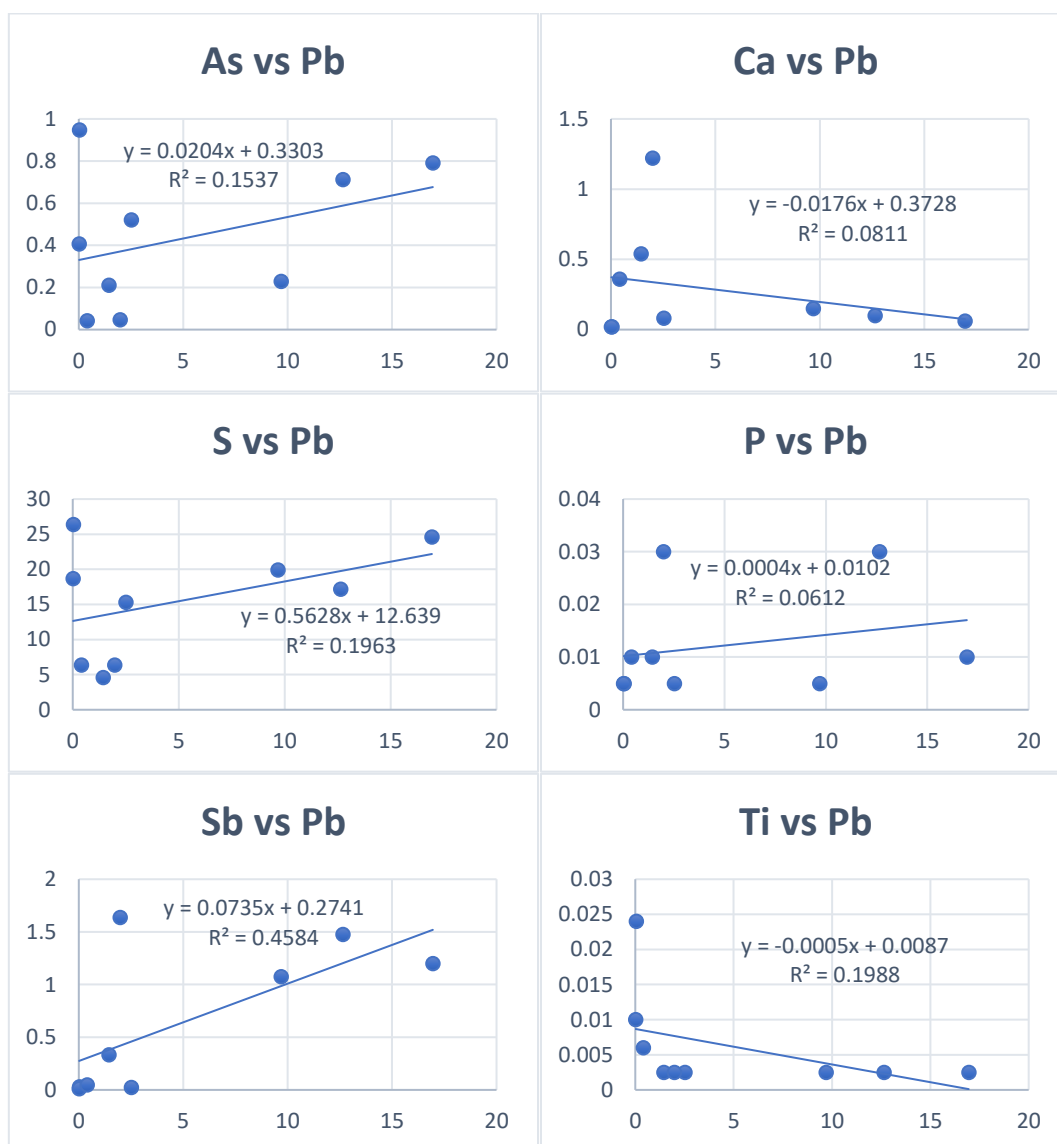 As vs Pb
1
0.8
0.6
0.4
0.2
0
y = 0.0204x + 0.3303
R² = 0.1537
0 5 10 15 20
Ca vs Pb
1.5
1
0.5
0
y = -0.0176x + 0.3728
R² = 0.0811
0 5 10 15 20
S vs Pb
30
25
20
15
10
5
0
y = 0.5628x + 12.639
R² = 0.1963
0 5 10 15 20
P vs Pb
0.04
0.03
0.02
0.01
0
y = 0.0004x + 0.0102
R² = 0.0612
0 5 10 15 20
Sb vs Pb
2
1.5
1
0.5
0
y = 0.0735x + 0.2741
R² = 0.4584
0 5 10 15 20
Ti vs Pb
0.03
0.025
0.02
0.015
0.01
0.005
0
y = -0.0005x + 0.0087
R² = 0.1988
0 5 10 15 20